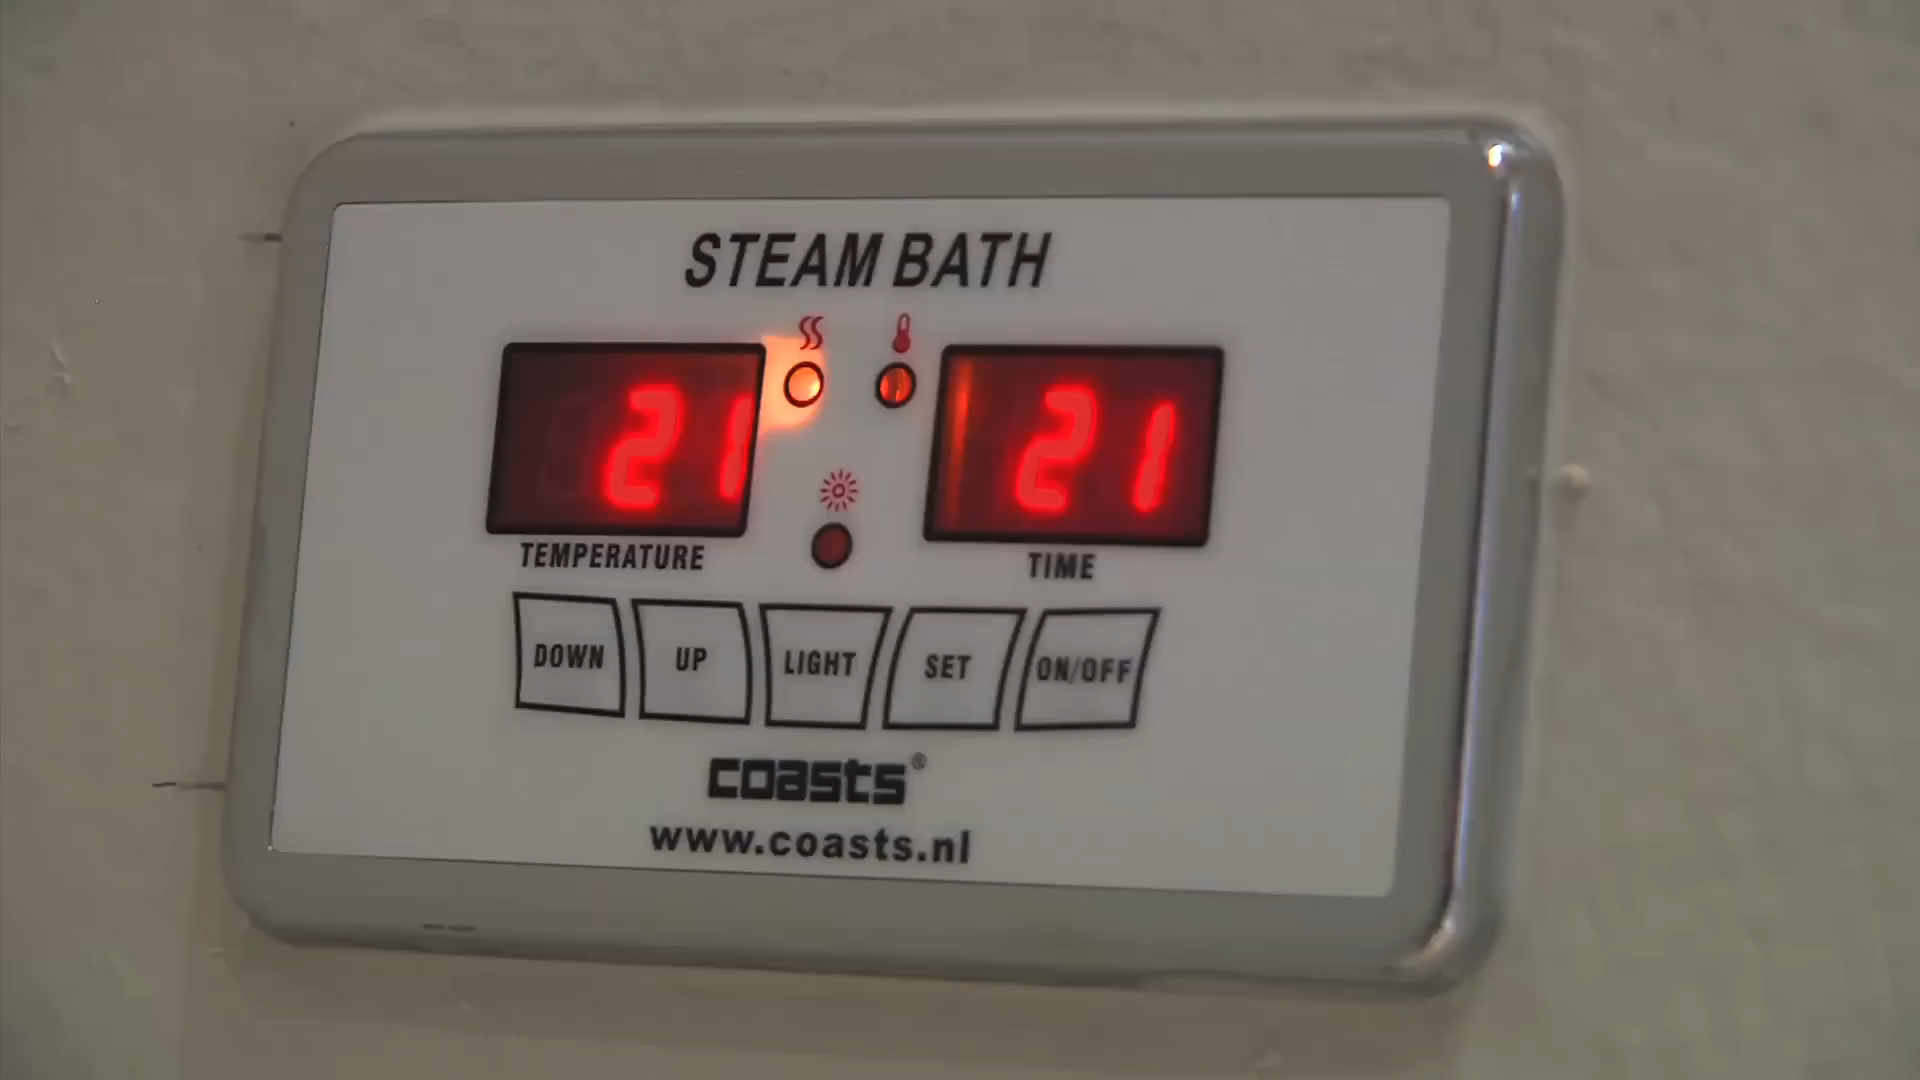 STEAM BATH
21 21
TEMPERATURE TIME
DOWN UP LIGHT SET ON/OFF
coasts®
www.coasts.nl